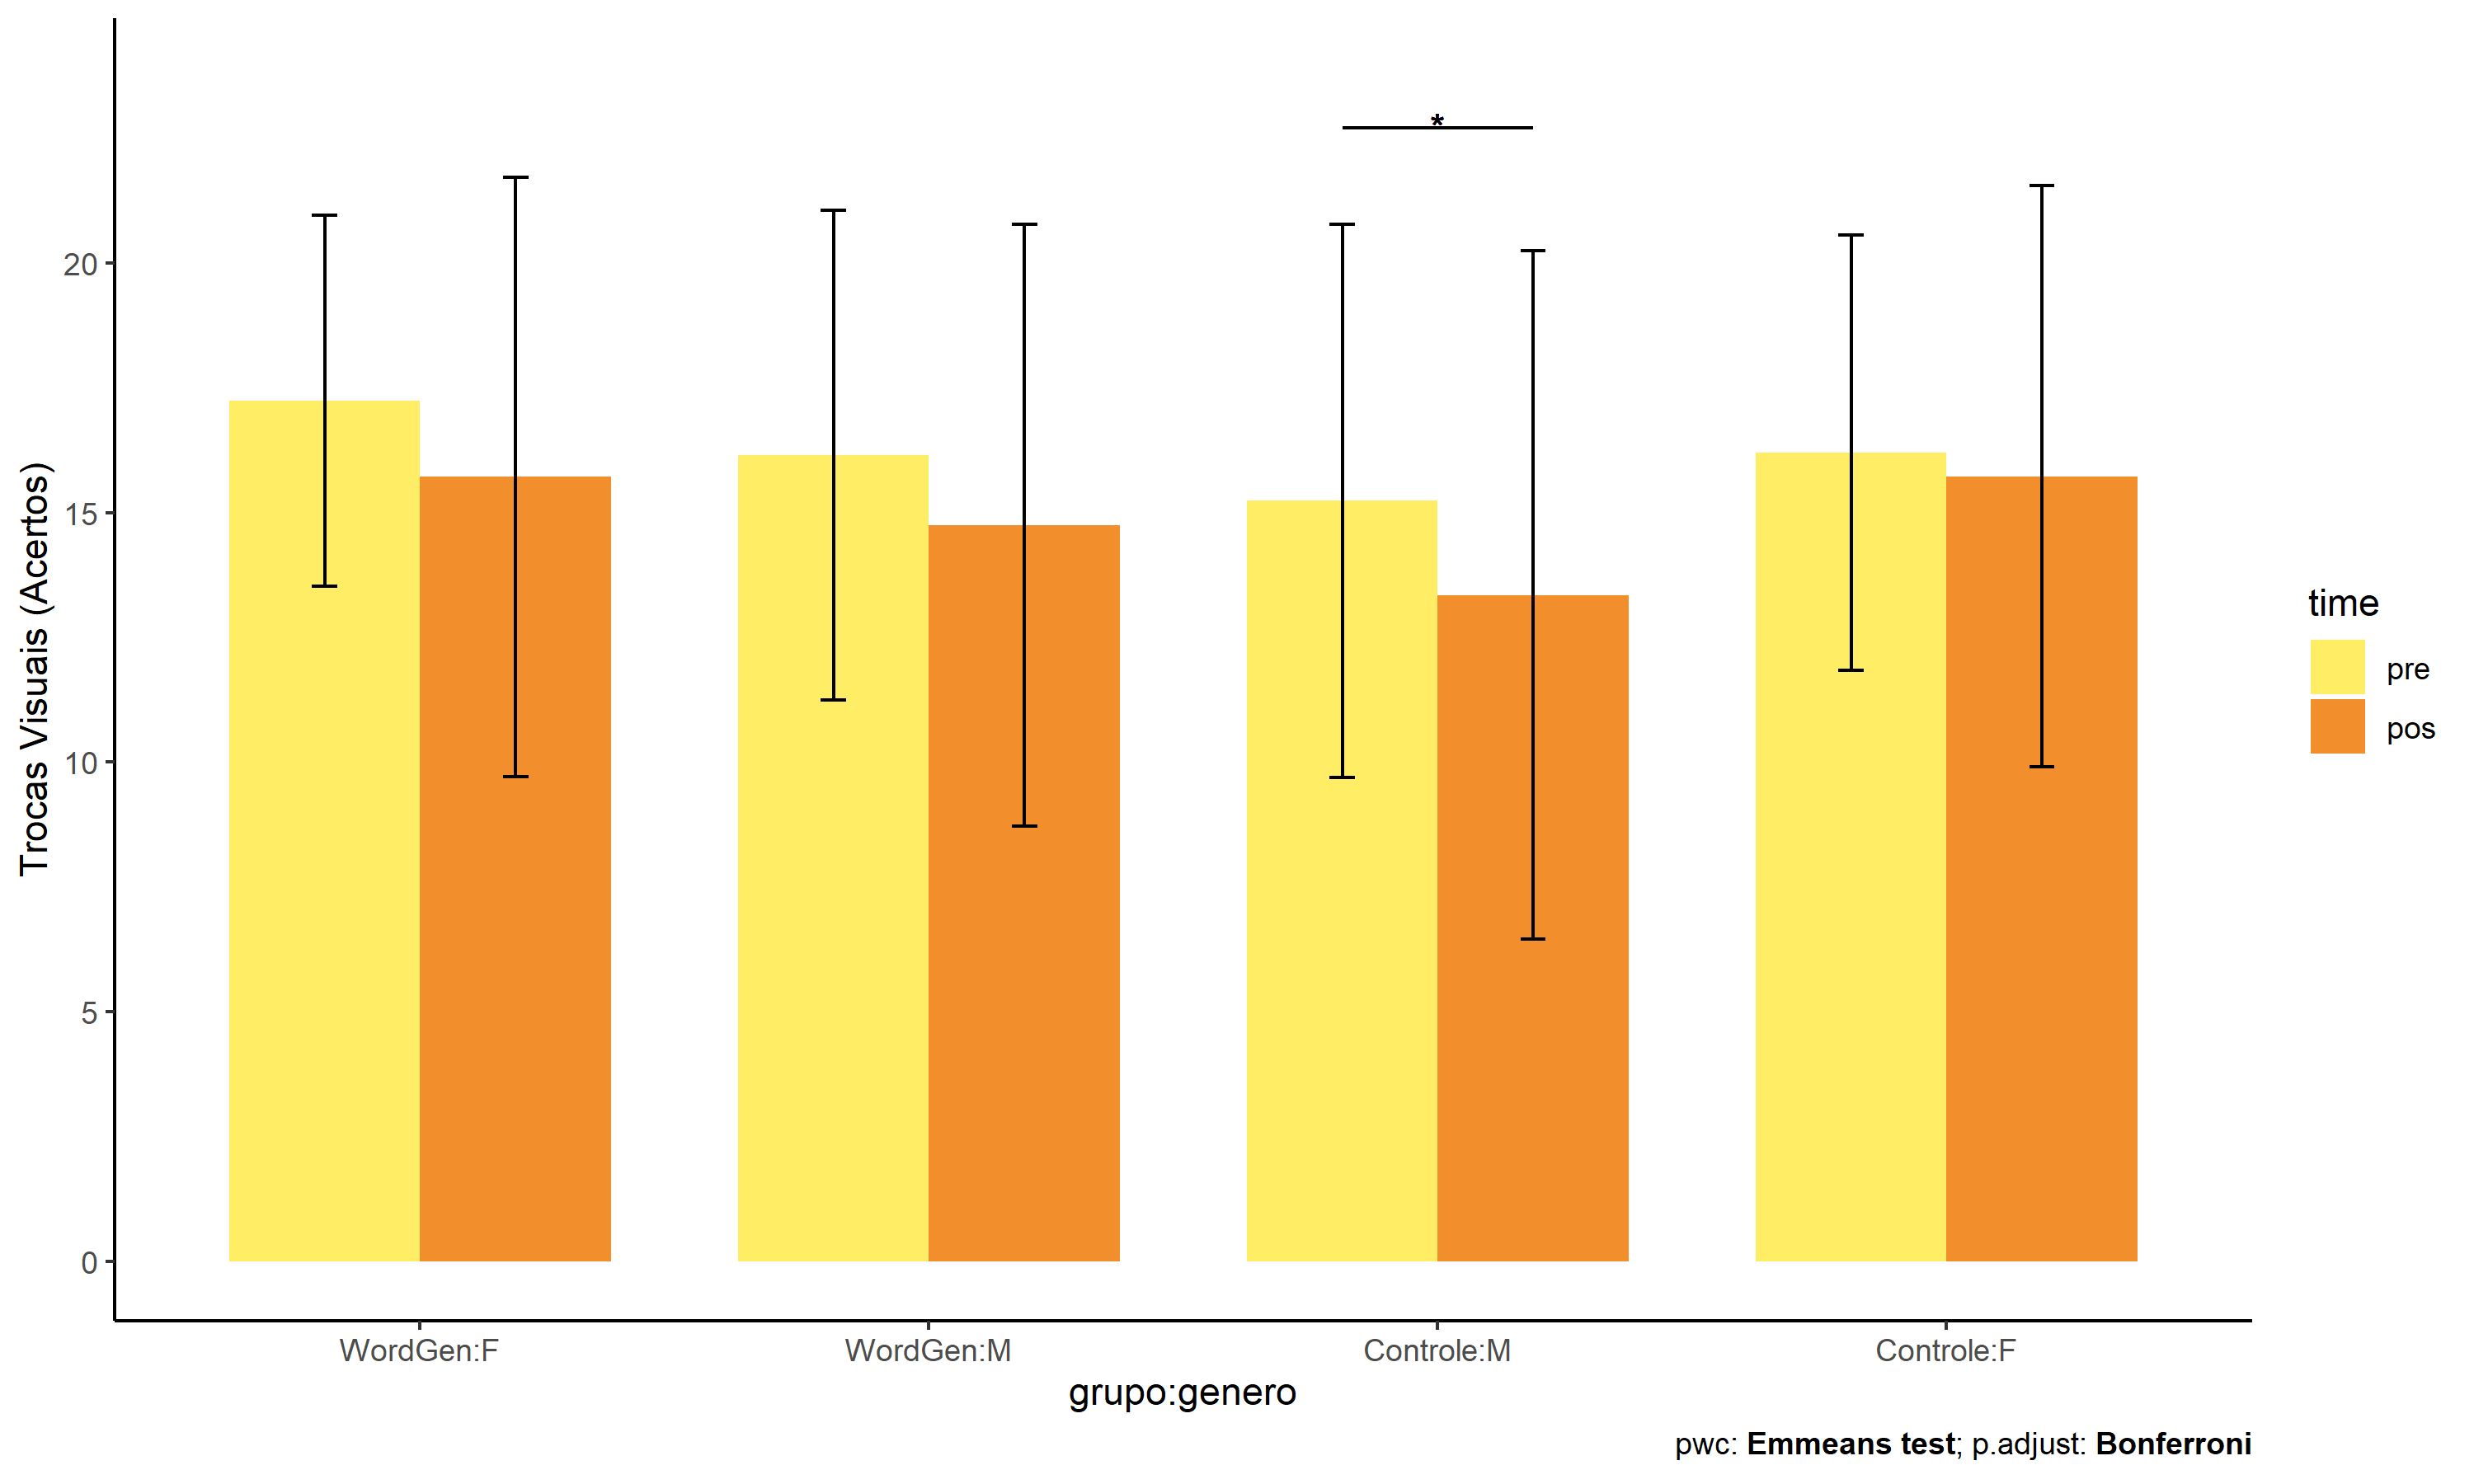 *
20
15
10
5
0
Trocas Visuais (Acertos)
WordGen:F
WordGen:M
Controle:M
Controle:F
grupo:genero
time
pre
pos
pwc: Emmeans test; p.adjust: Bonferroni